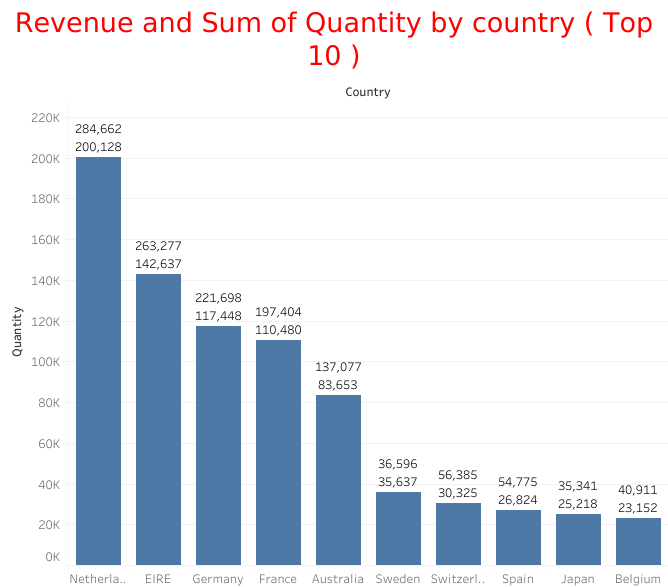 Revenue and Sum of Quantity by country ( Top
10 )
Country
Quantity
220K
200K
180K
160K
140K
120K
100K
80K
60K
40K
20K
0K
284,662
200,128
263,277
142,637
221,698
117,448
197,404
110,480
137,077
83,653
36,596
35,637
56,385
30,325
54,775
26,824
35,341
25,218
40,911
23,152
Netherla.. EIRE Germany France Australia Sweden Switzerl.. Spain Japan Belgium